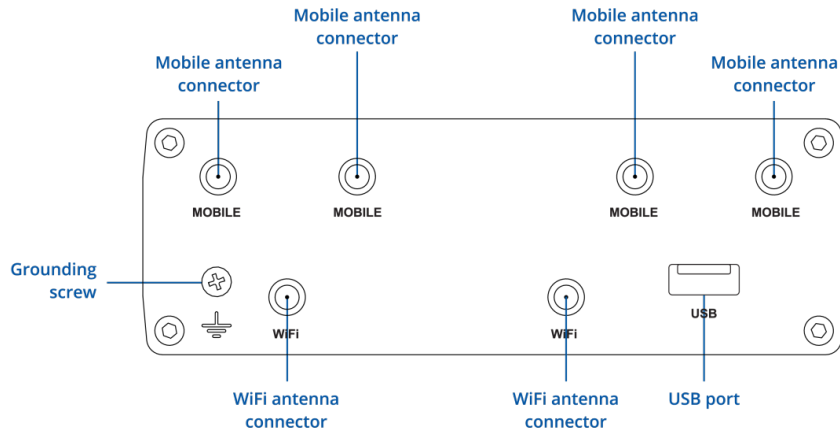 Mobile antenna
connector
Mobile antenna
connector
Mobile antenna
connector
Mobile antenna
connector
MOBILE
MOBILE
MOBILE
MOBILE
Grounding
screw
WiFi
WiFi
USB
WiFi antenna
connector
WiFi antenna
connector
USB port